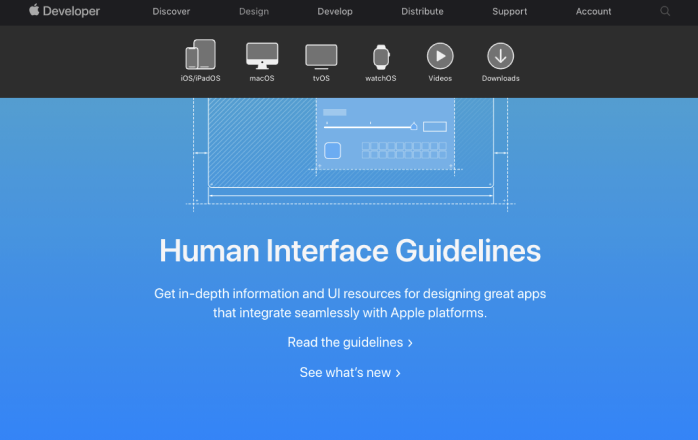 Developer
Discover
Design
Develop
Distribute
Support
Account
iOS/iPadOS
macOS
tvOS
watchOS
Videos
Downloads
Human Interface Guidelines
Get in-depth information and UI resources for designing great apps
that integrate seamlessly with Apple platforms.
Read the guidelines ›
See what’s new ›